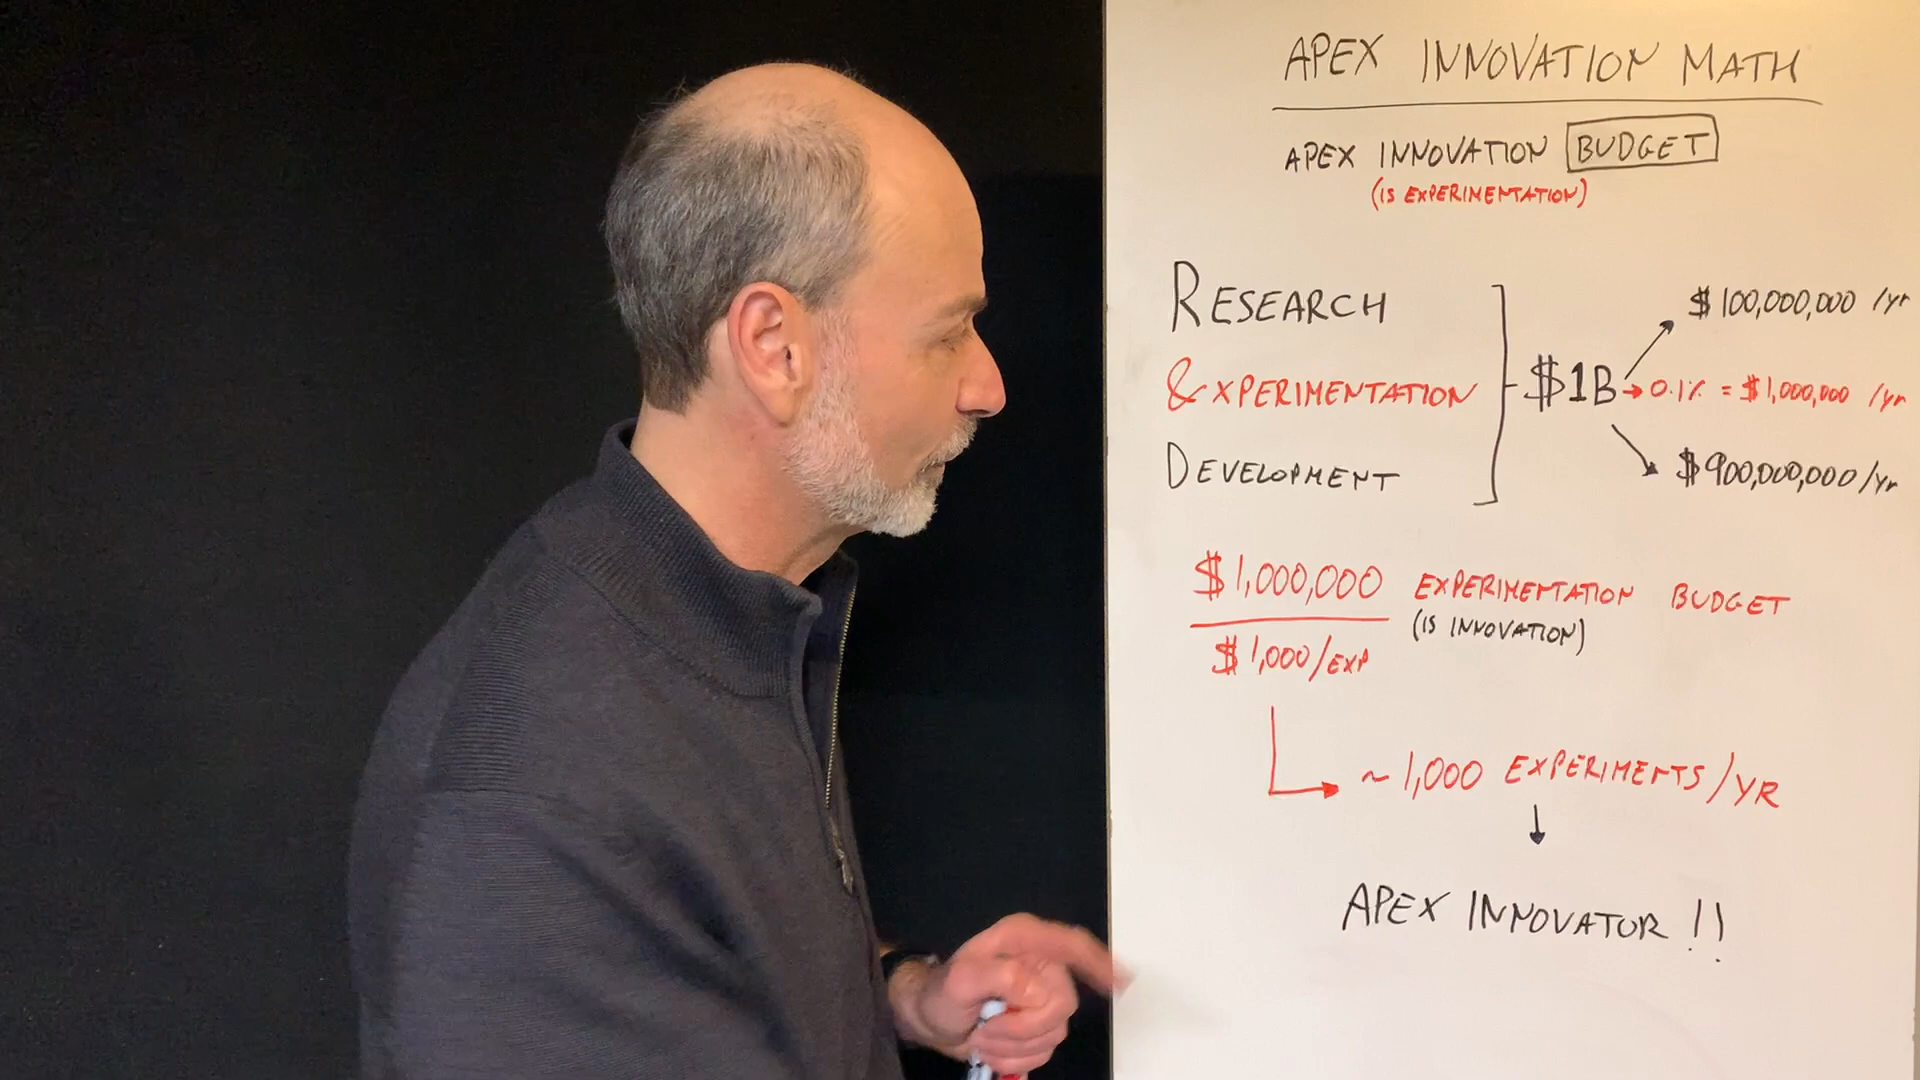 APEX INNOVATION MATH
APEX INNOVATION BUDGET
(IS EXPERIMENTATION)
RESEARCH
&XPERIMENTATION
DEVELOPMENT
$1B
$100,000,000 /yr
0.1% = $1,000,000 /yr
$900,000,000/yr
$1,000,000 EXPERIMENTATION BUDGET
(IS INNOVATION)
$1,000/EXP
~1,000 EXPERIMENTS/YR
APEX INNOVATOR!!